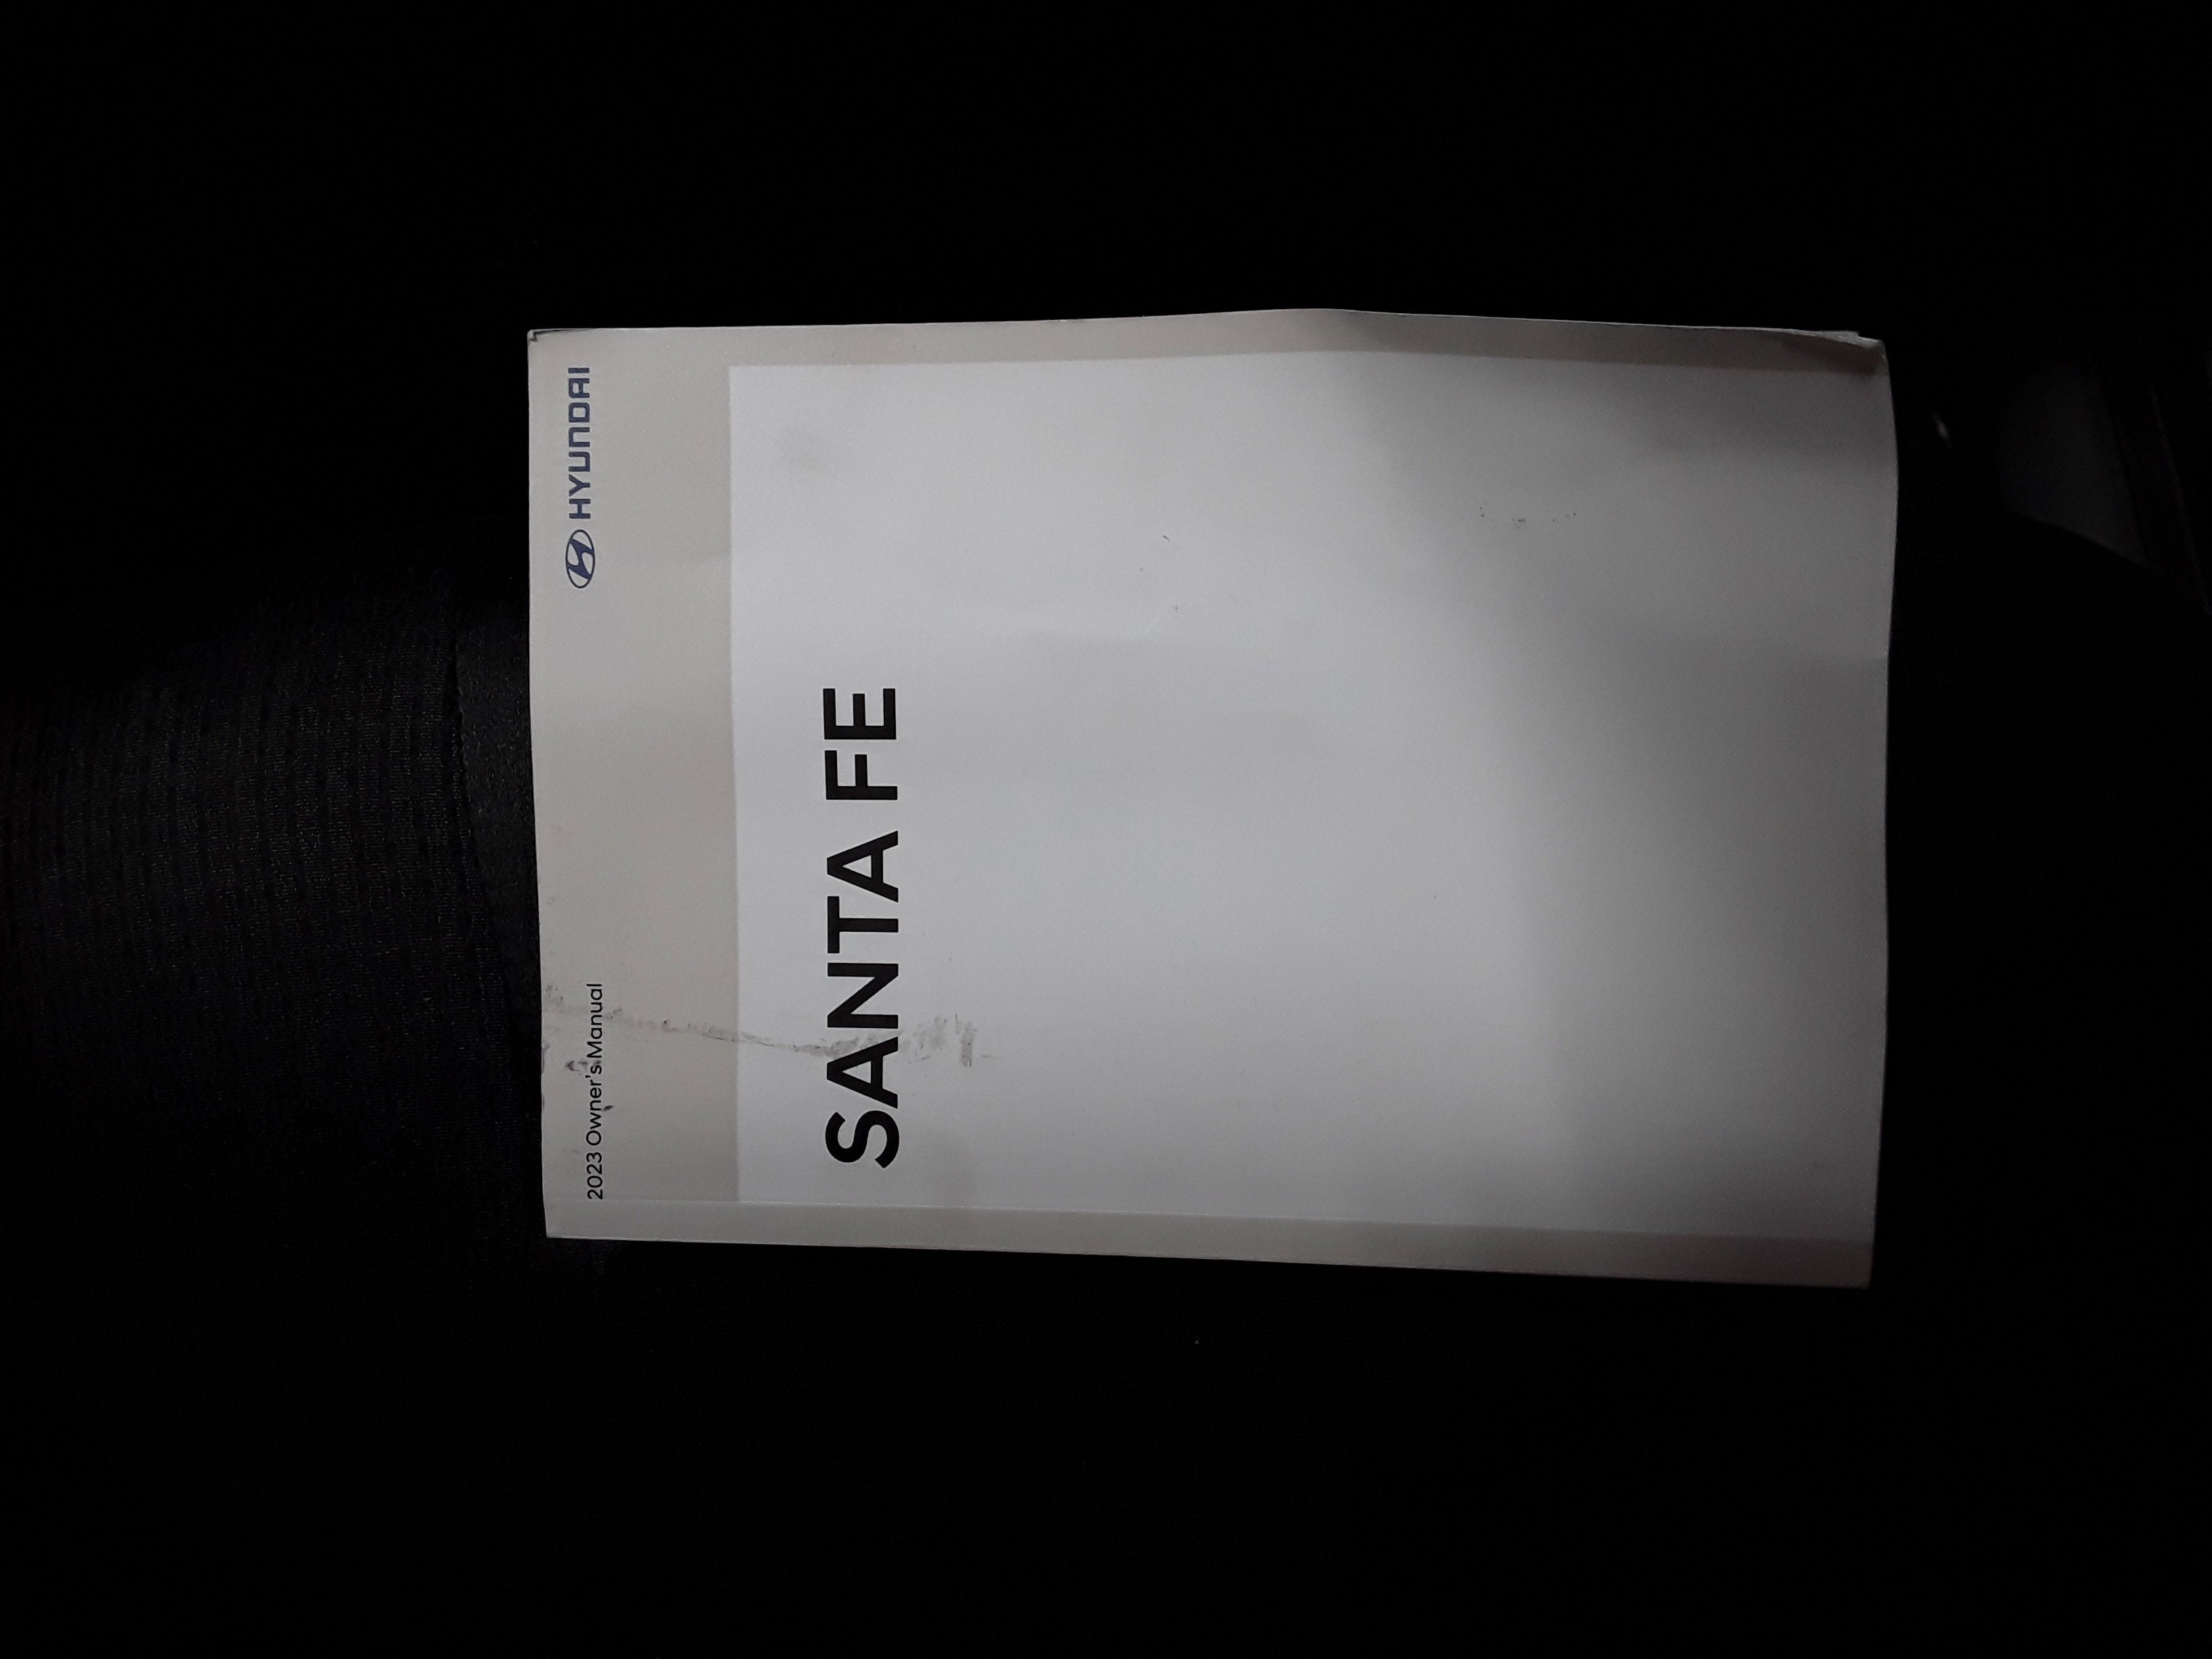 2023 Owner's Manual
HYUNDAI
SANTA FE